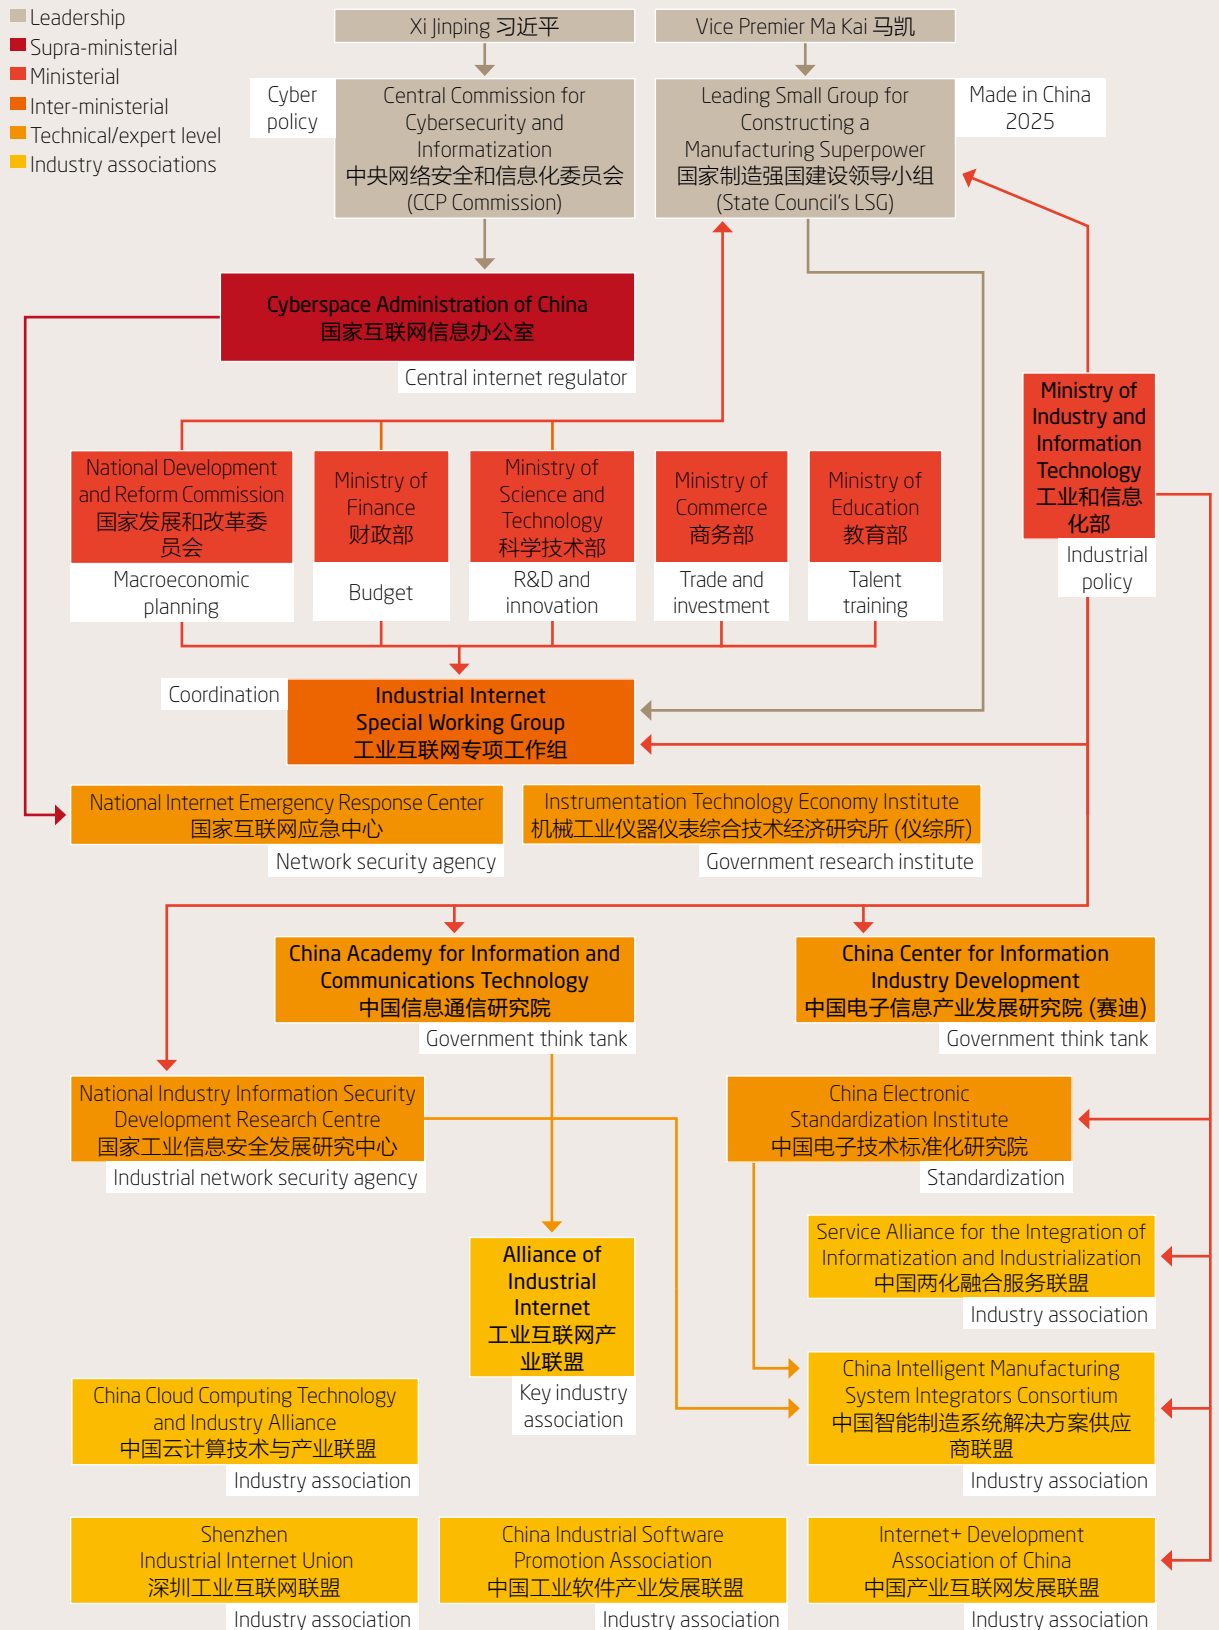 Leadership
Supra-ministerial
Ministerial
Inter-ministerial
Technical/expert level
Industry associations
Xi Jinping 习近平
Vice Premier Ma Kai 马凯
Cyber
policy
Central Commission for
Cybersecurity and
Informatization
中央网络安全和信息化委员会
(CCP Commission)
Leading Small Group for
Constructing a
Manufacturing Superpower
国家制造强国建设领导小组
(State Council's LSG)
Made in China
2025
Cyberspace Administration of China
国家互联网信息办公室
Central internet regulator
Ministry of
Industry and
Information
Technology
工业和信息
化部
Industrial
policy
National Development
and Reform Commission
国家发展和改革委
员会
Macroeconomic
planning
Ministry of
Finance
财政部
Budget
Ministry of
Science and
Technology
科学技术部
R&D and
innovation
Ministry of
Commerce
商务部
Trade and
investment
Ministry of
Education
教育部
Talent
training
Coordination
Industrial Internet
Special Working Group
工业互联网专项工作组
National Internet Emergency Response Center
国家互联网应急中心
Network security agency
Instrumentation Technology Economy Institute
机械工业仪器仪表综合技术经济研究所 (仪综所)
Government research institute
China Academy for Information and
Communications Technology
中国信息通信研究院
Government think tank
China Center for Information
Industry Development
中国电子信息产业发展研究院 (赛迪)
Government think tank
National Industry Information Security
Development Research Centre
国家工业信息安全发展研究中心
Industrial network security agency
China Electronic
Standardization Institute
中国电子技术标准化研究院
Standardization
Service Alliance for the Integration of
Informatization and Industrialization
中国两化融合服务联盟
Industry association
Alliance of
Industrial
Internet
工业互联网产
业联盟
Key industry
association
China Intelligent Manufacturing
System Integrators Consortium
中国智能制造系统解决方案供应
商联盟
Industry association
China Cloud Computing Technology
and Industry Alliance
中国云计算技术与产业联盟
Industry association
Shenzhen
Industrial Internet Union
深圳工业互联网联盟
Industry association
China Industrial Software
Promotion Association
中国工业软件产业发展联盟
Industry association
Internet+ Development
Association of China
中国产业互联网发展联盟
Industry association